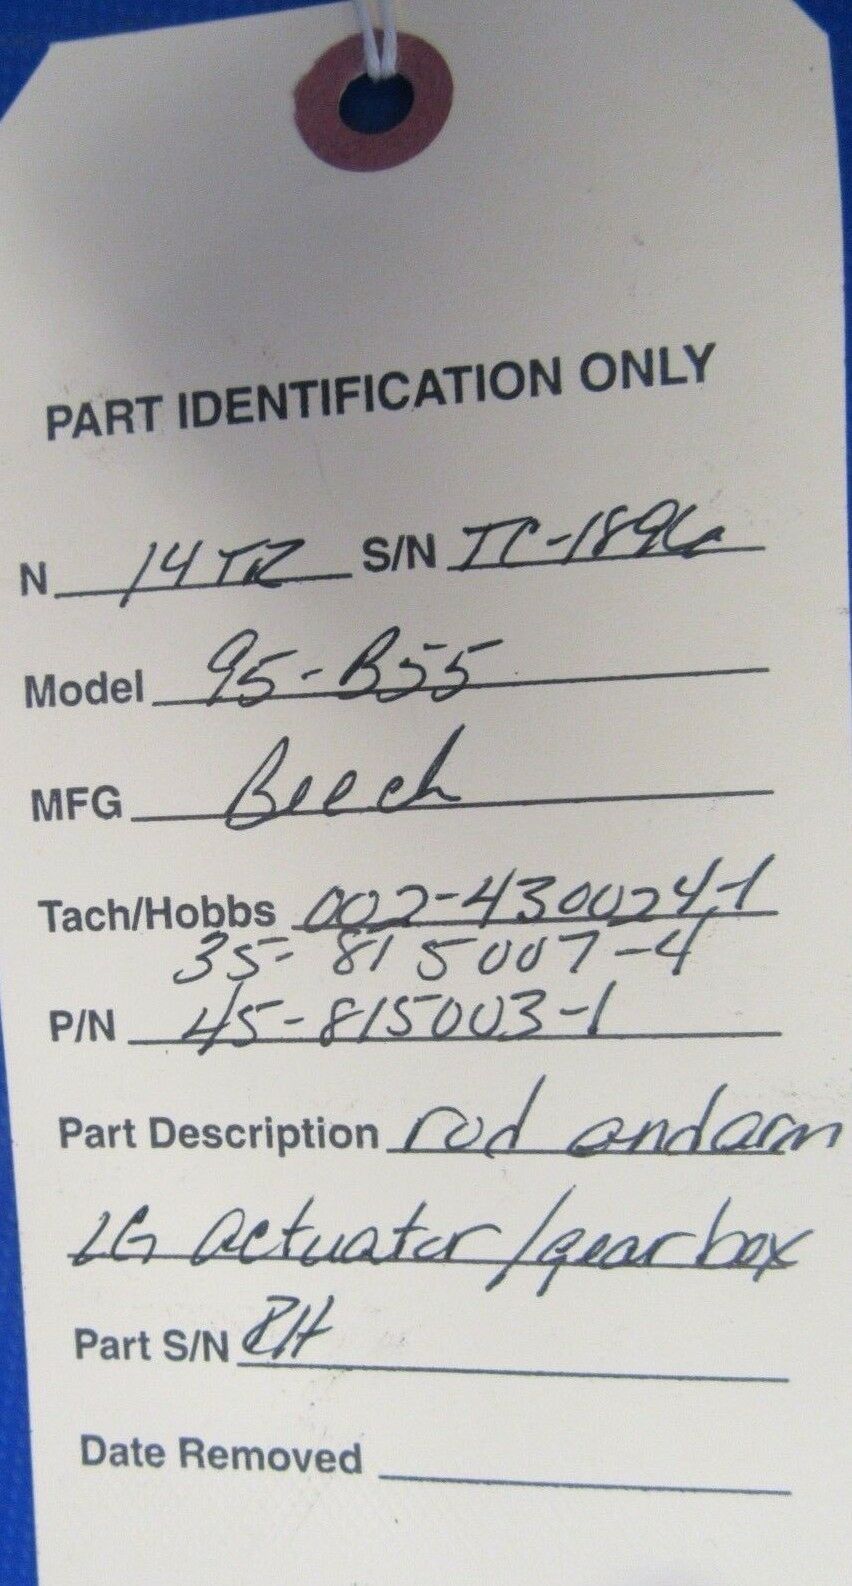 PART IDENTIFICATION ONLY
N 14TZ S/N TC-1896
Model 95-B55
MFG Beech
Tach/Hobbs 002-430024-1
35-815007-4
P/N 45-815003-1
Part Description rod and arm
LG actuator/gearbox
Part S/N RH
Date Removed